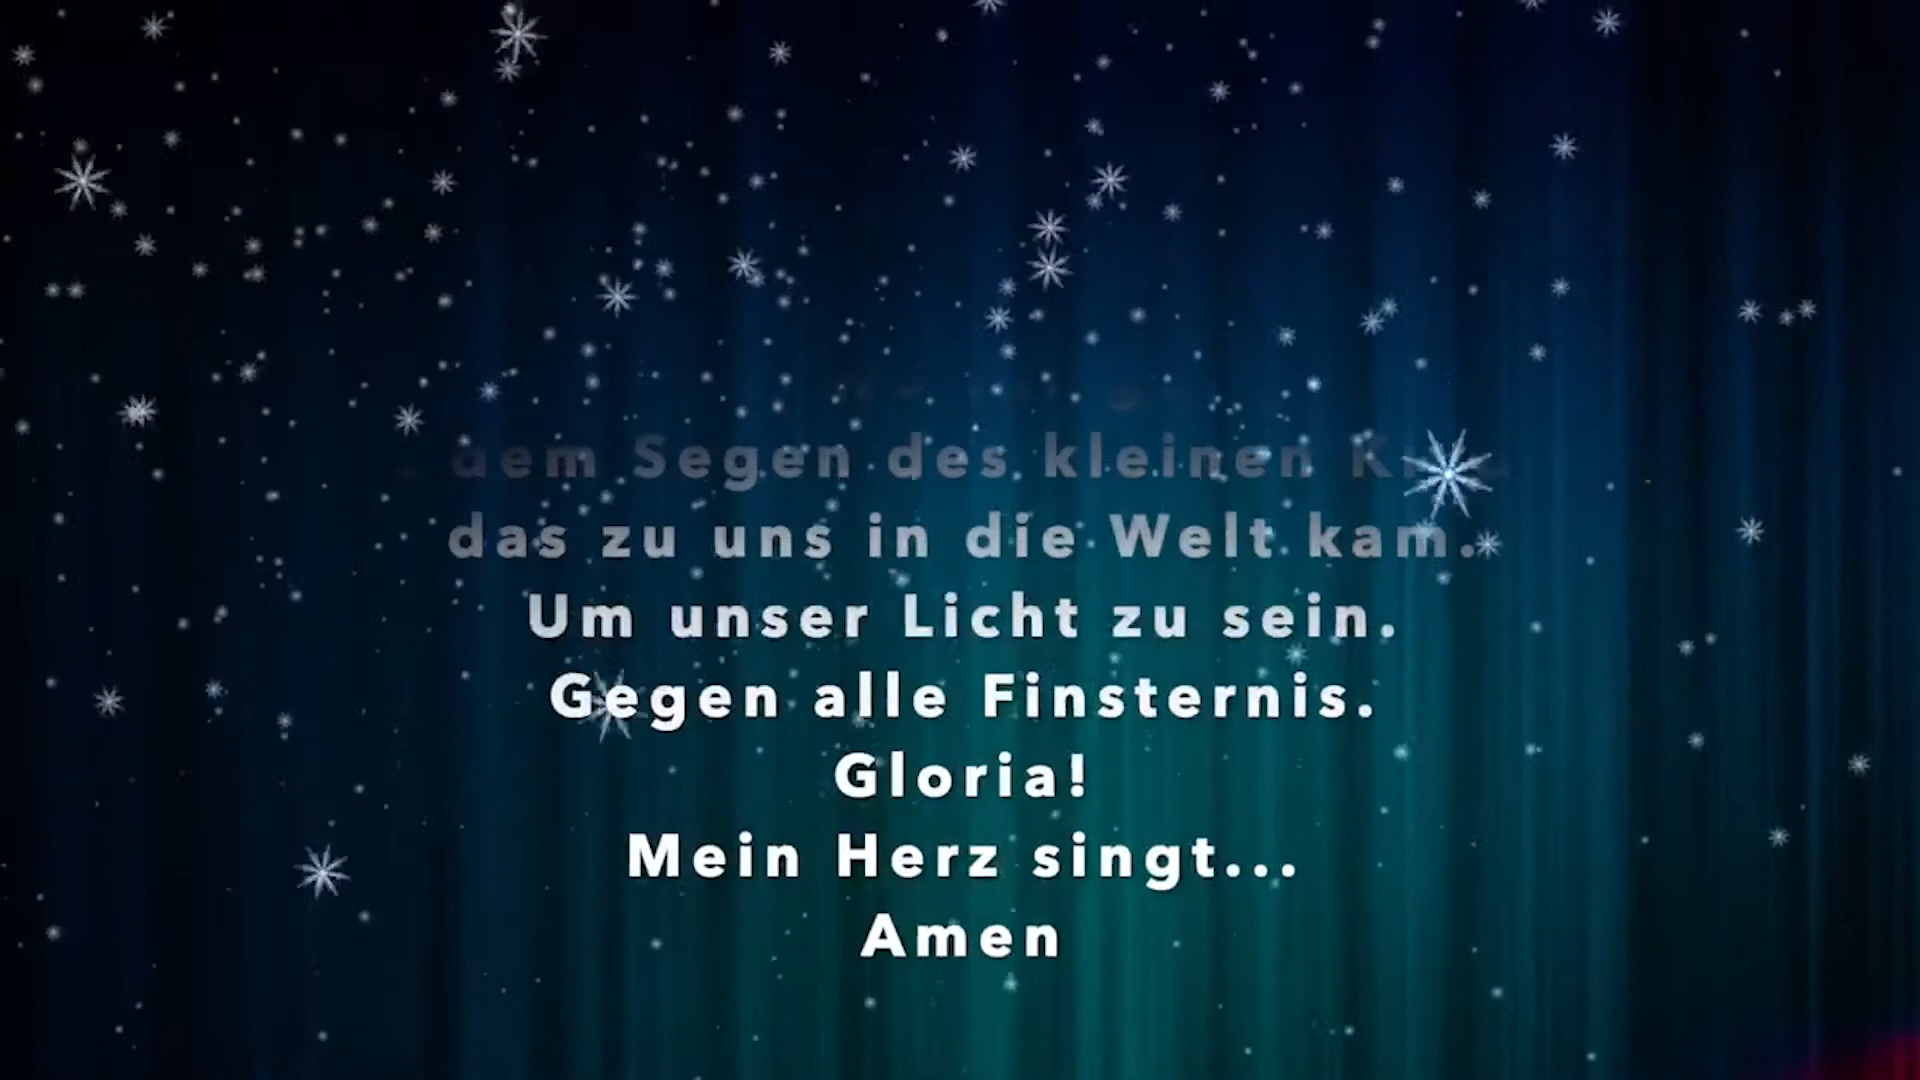 dem Segen des kleinen
das zu uns in die Welt kam.
Um unser Licht zu sein.
Gegen alle Finsternis.
Gloria!
Mein Herz singt...
Amen